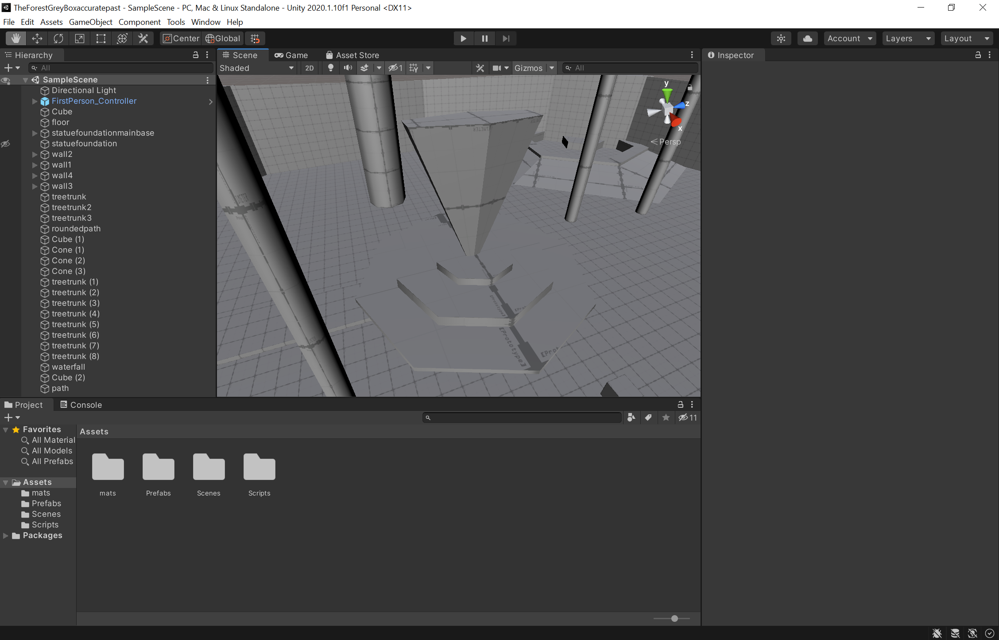 TheForestGreyBoxaccuratepast - SampleScene - PC, Mac & Linux Standalone - Unity 2020.1.10f1 Personal <DX11>
File Edit Assets GameObject Component Tools Window Help
Center Global Account Layers Layout
Hierarchy
All
SampleScene
Directional Light
FirstPerson_Controller
Cube
floor
statuefoundationmainbase
statuefoundation
wall2
wall1
wall4
wall3
treetrunk
treetrunk2
treetrunk3
roundedpath
Cube (1)
Cone (1)
Cone (2)
Cone (3)
treetrunk (1)
treetrunk (2)
treetrunk (3)
treetrunk (4)
treetrunk (5)
treetrunk (6)
treetrunk (7)
treetrunk (8)
waterfall
Cube (2)
path
Scene Game Asset Store
Shaded 2D 1 Gizmos All
y
z
x
Persp
[Prototype]
[Prototype]
Inspector
Project Console
11
Favorites
All Material
All Models
All Prefabs
Assets
mats
Prefabs
Scenes
Scripts
Packages
Assets
mats Prefabs Scenes Scripts